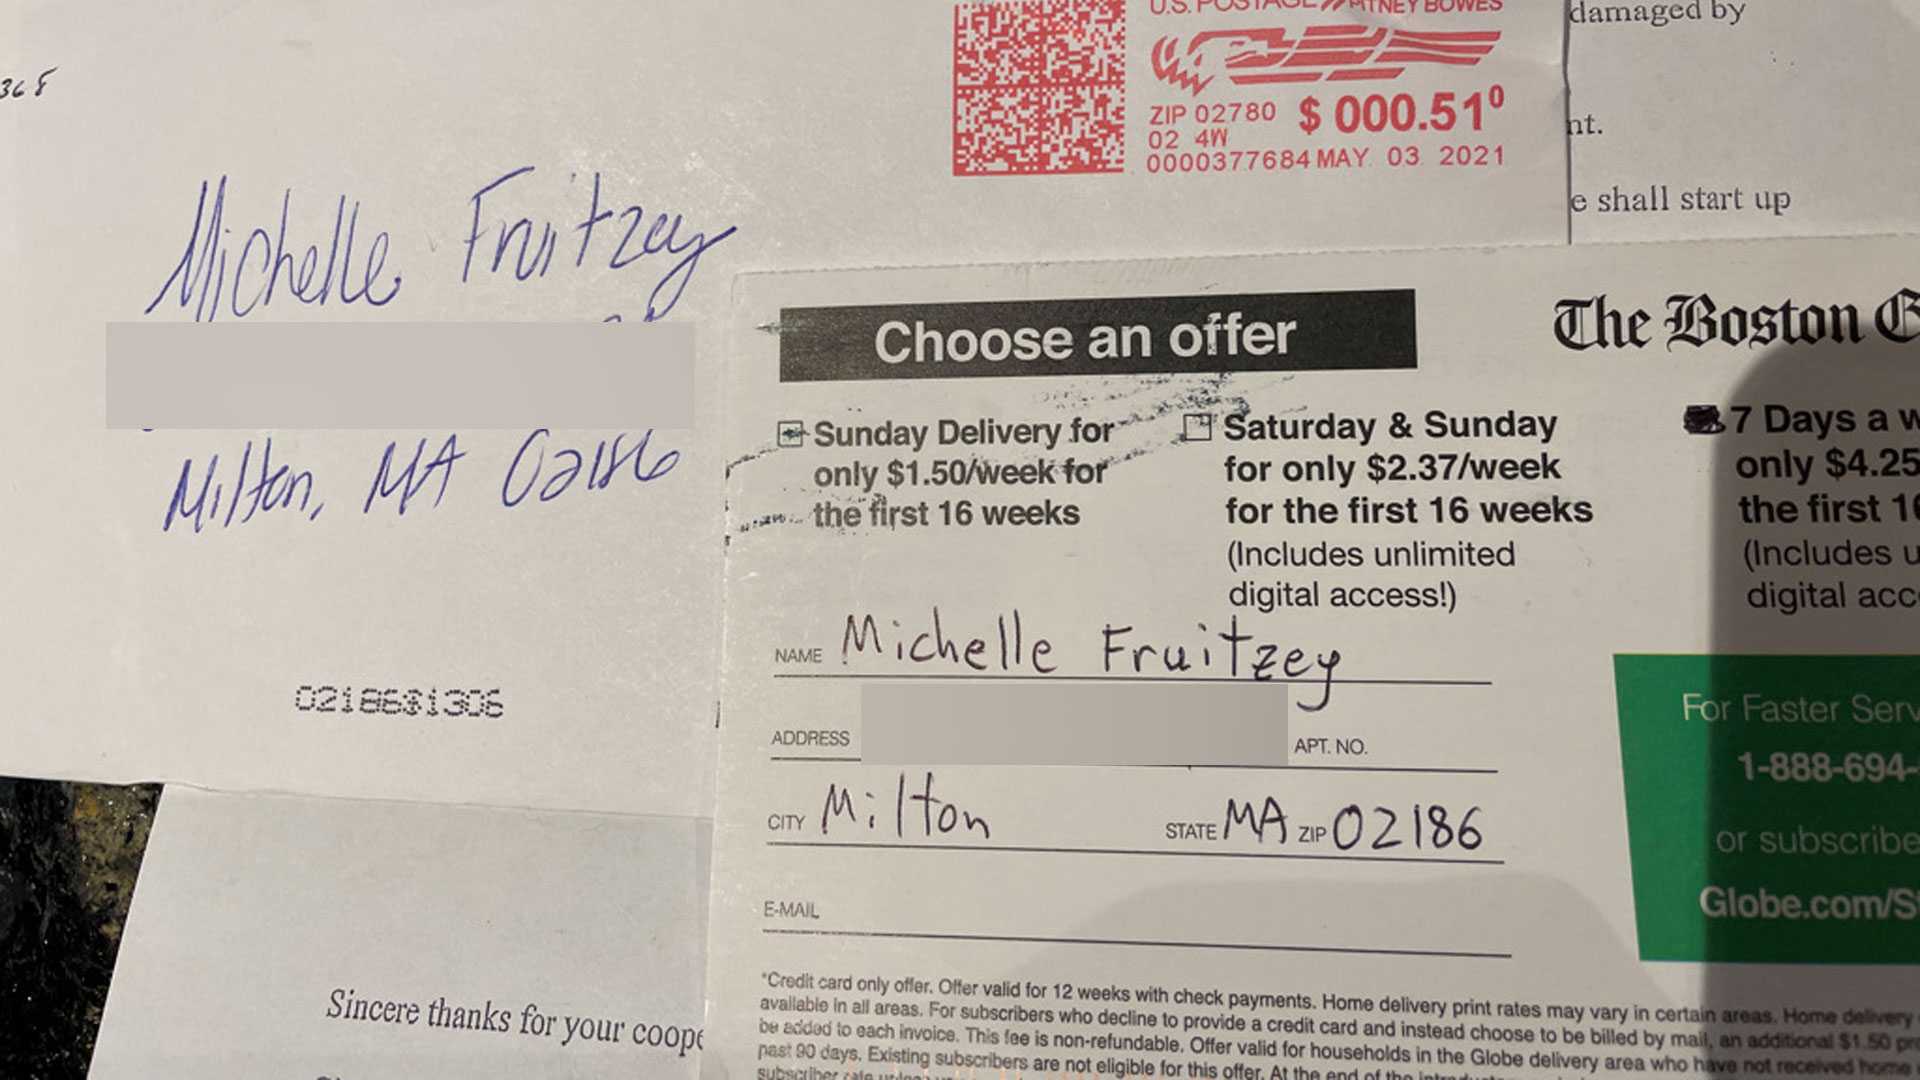 368
U.S. POSTAGE PITNEY BOWES
ZIP 02780 $ 000.51⁰
02 4W
0000377684 MAY 03 2021
damaged by
nt.
e shall start up
Michelle Fruitzey
Milton, MA 02186
02186$1306
Sincere thanks for your coope
The Boston G
Choose an offer
Sunday Delivery for
only $1.50/week for
the first 16 weeks
Saturday & Sunday
for only $2.37/week
for the first 16 weeks
(Includes unlimited
digital access!)
7 Days a w
only $4.25
the first 16
(Includes u
digital acc
NAME Michelle Fruitzey
ADDRESS APT. NO.
CITY Milton STATE MA ZIP 02186
E-MAIL
For Faster Serv
1-888-694-
or subscribe
Globe.com/S
*Credit card only offer. Offer valid for 12 weeks with check payments. Home delivery print rates may vary in certain areas. Home delivery
available in all areas. For subscribers who decline to provide a credit card and instead choose to be billed by mail, an additional $1.50 pr
be added to each invoice. This fee is non-refundable. Offer valid for households in the Globe delivery area who have not received home
past 90 days. Existing subscribers are not eligible for this offer. At the end of the
subscriber rate